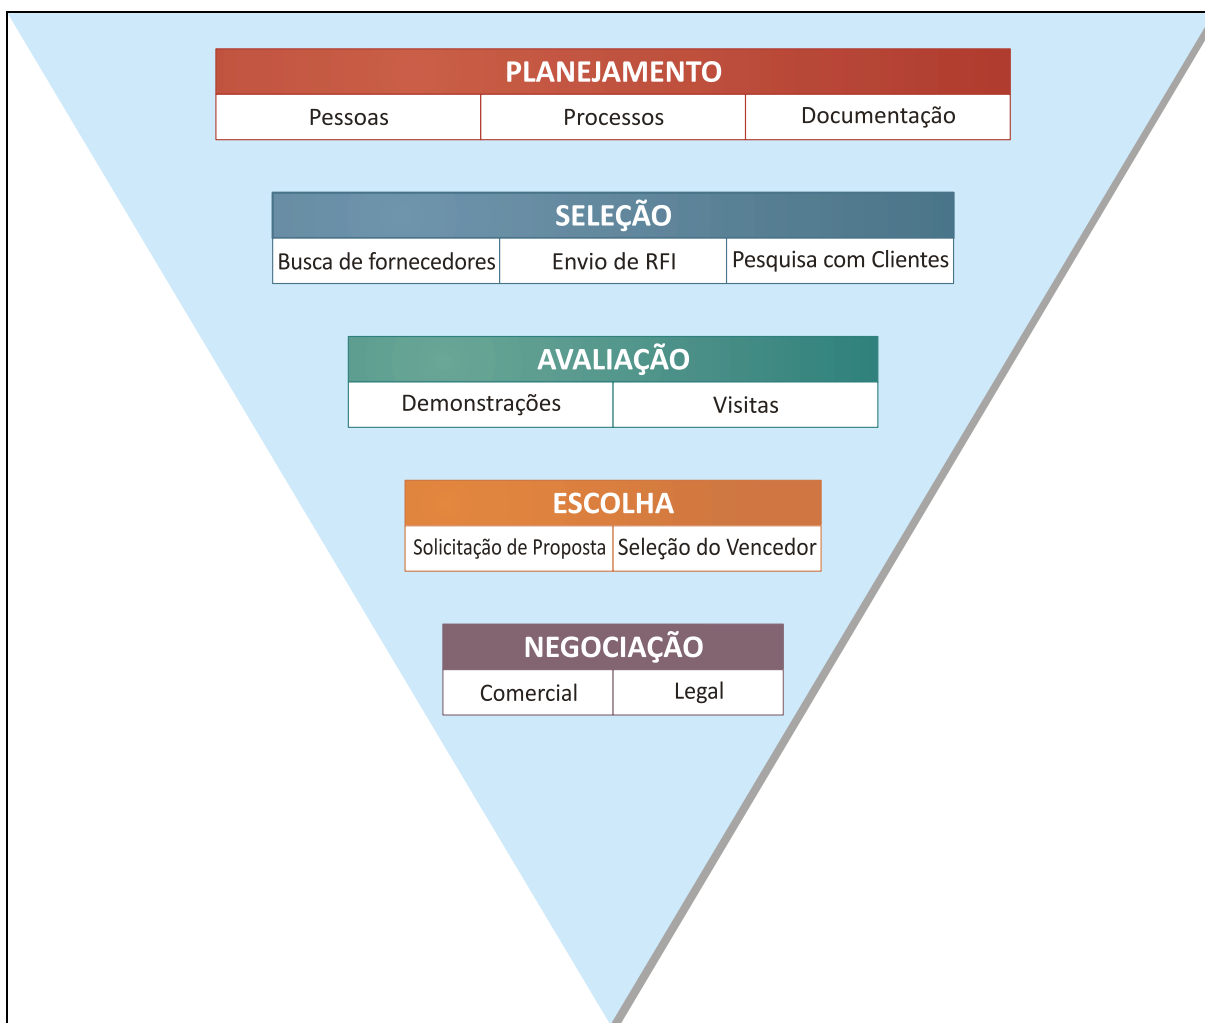 PLANEJAMENTO
Pessoas Processos Documentação
SELEÇÃO
Busca de fornecedores Envio de RFI Pesquisa com Clientes
AVALIAÇÃO
Demonstrações Visitas
ESCOLHA
Solicitação de Proposta Seleção do Vencedor
NEGOCIAÇÃO
Comercial Legal